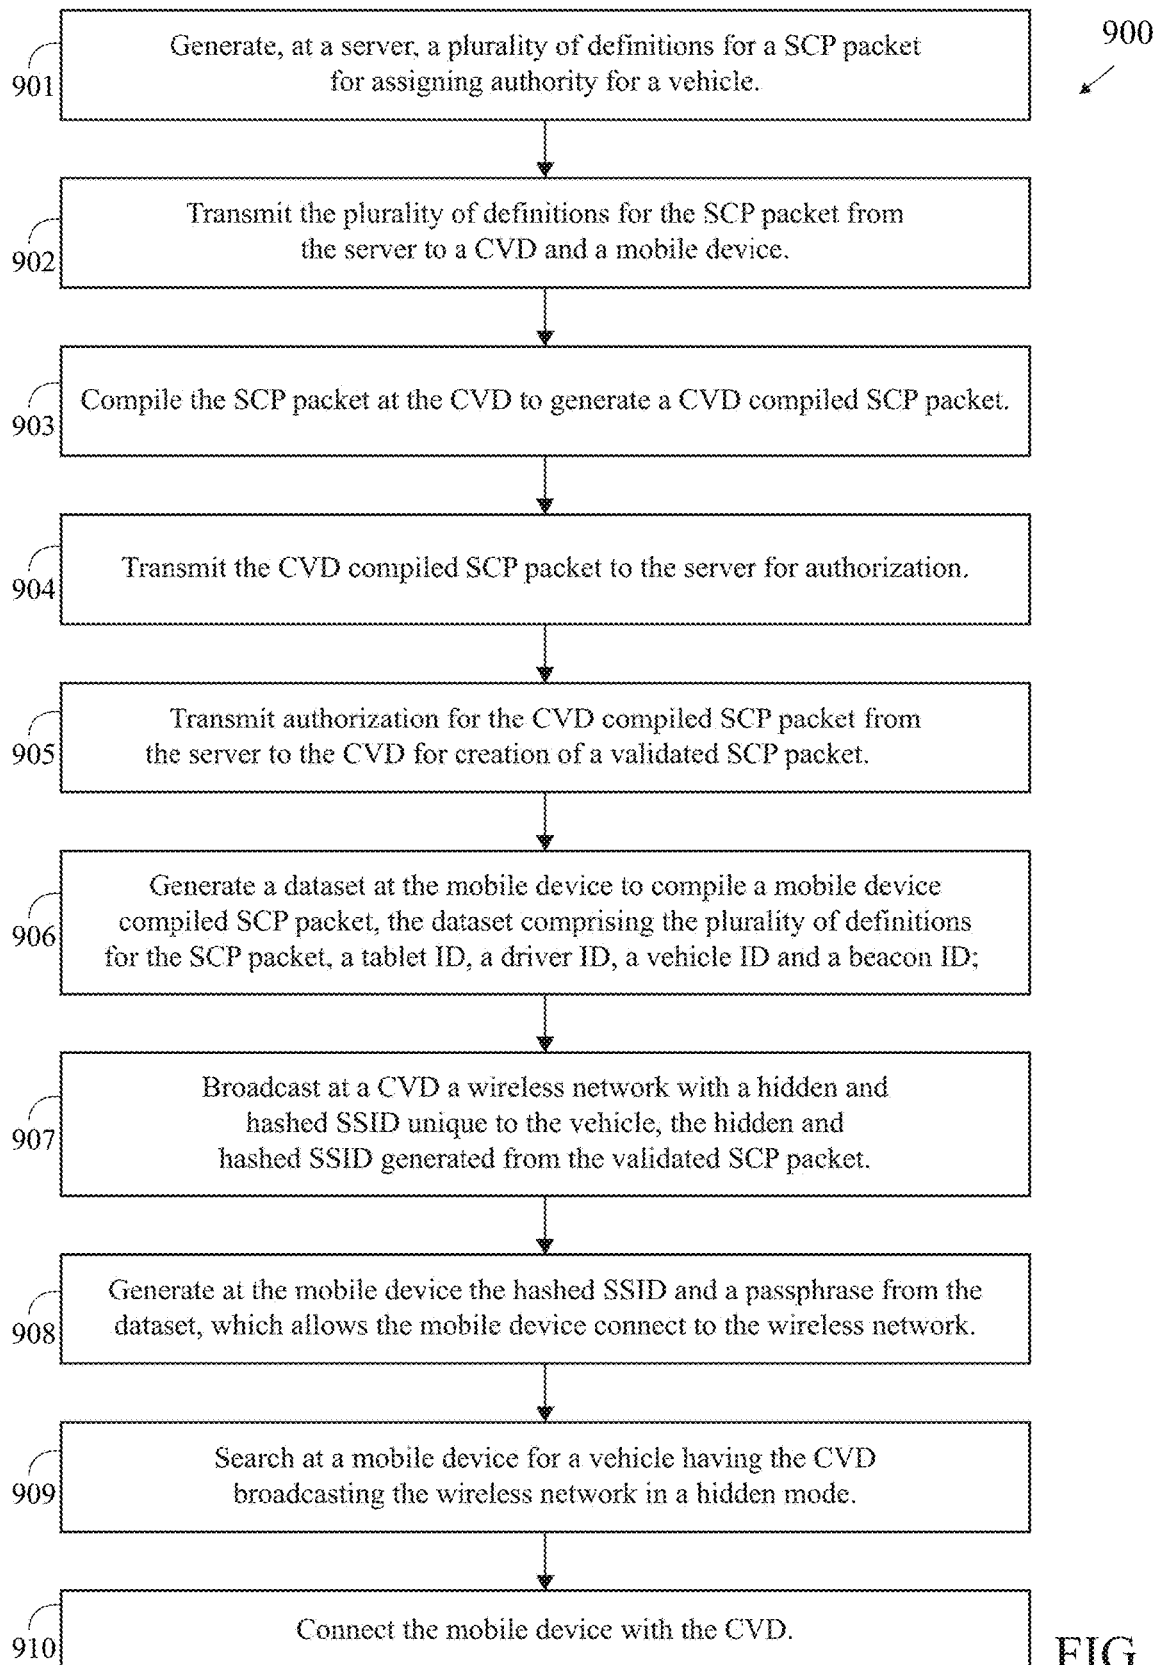 900
901
Generate, at a server, a plurality of definitions for a SCP packet
for assigning authority for a vehicle.
902
Transmit the plurality of definitions for the SCP packet from
the server to a CVD and a mobile device.
903
Compile the SCP packet at the CVD to generate a CVD compiled SCP packet.
904
Transmit the CVD compiled SCP packet to the server for authorization.
905
Transmit authorization for the CVD compiled SCP packet from
the server to the CVD for creation of a validated SCP packet.
906
Generate a dataset at the mobile device to compile a mobile device
compiled SCP packet, the dataset comprising the plurality of definitions
for the SCP packet, a tablet ID, a driver ID, a vehicle ID and a beacon ID;
907
Broadcast at a CVD a wireless network with a hidden and
hashed SSID unique to the vehicle, the hidden and
hashed SSID generated from the validated SCP packet.
908
Generate at the mobile device the hashed SSID and a passphrase from the
dataset, which allows the mobile device connect to the wireless network.
909
Search at a mobile device for a vehicle having the CVD
broadcasting the wireless network in a hidden mode.
910
Connect the mobile device with the CVD.
FIG